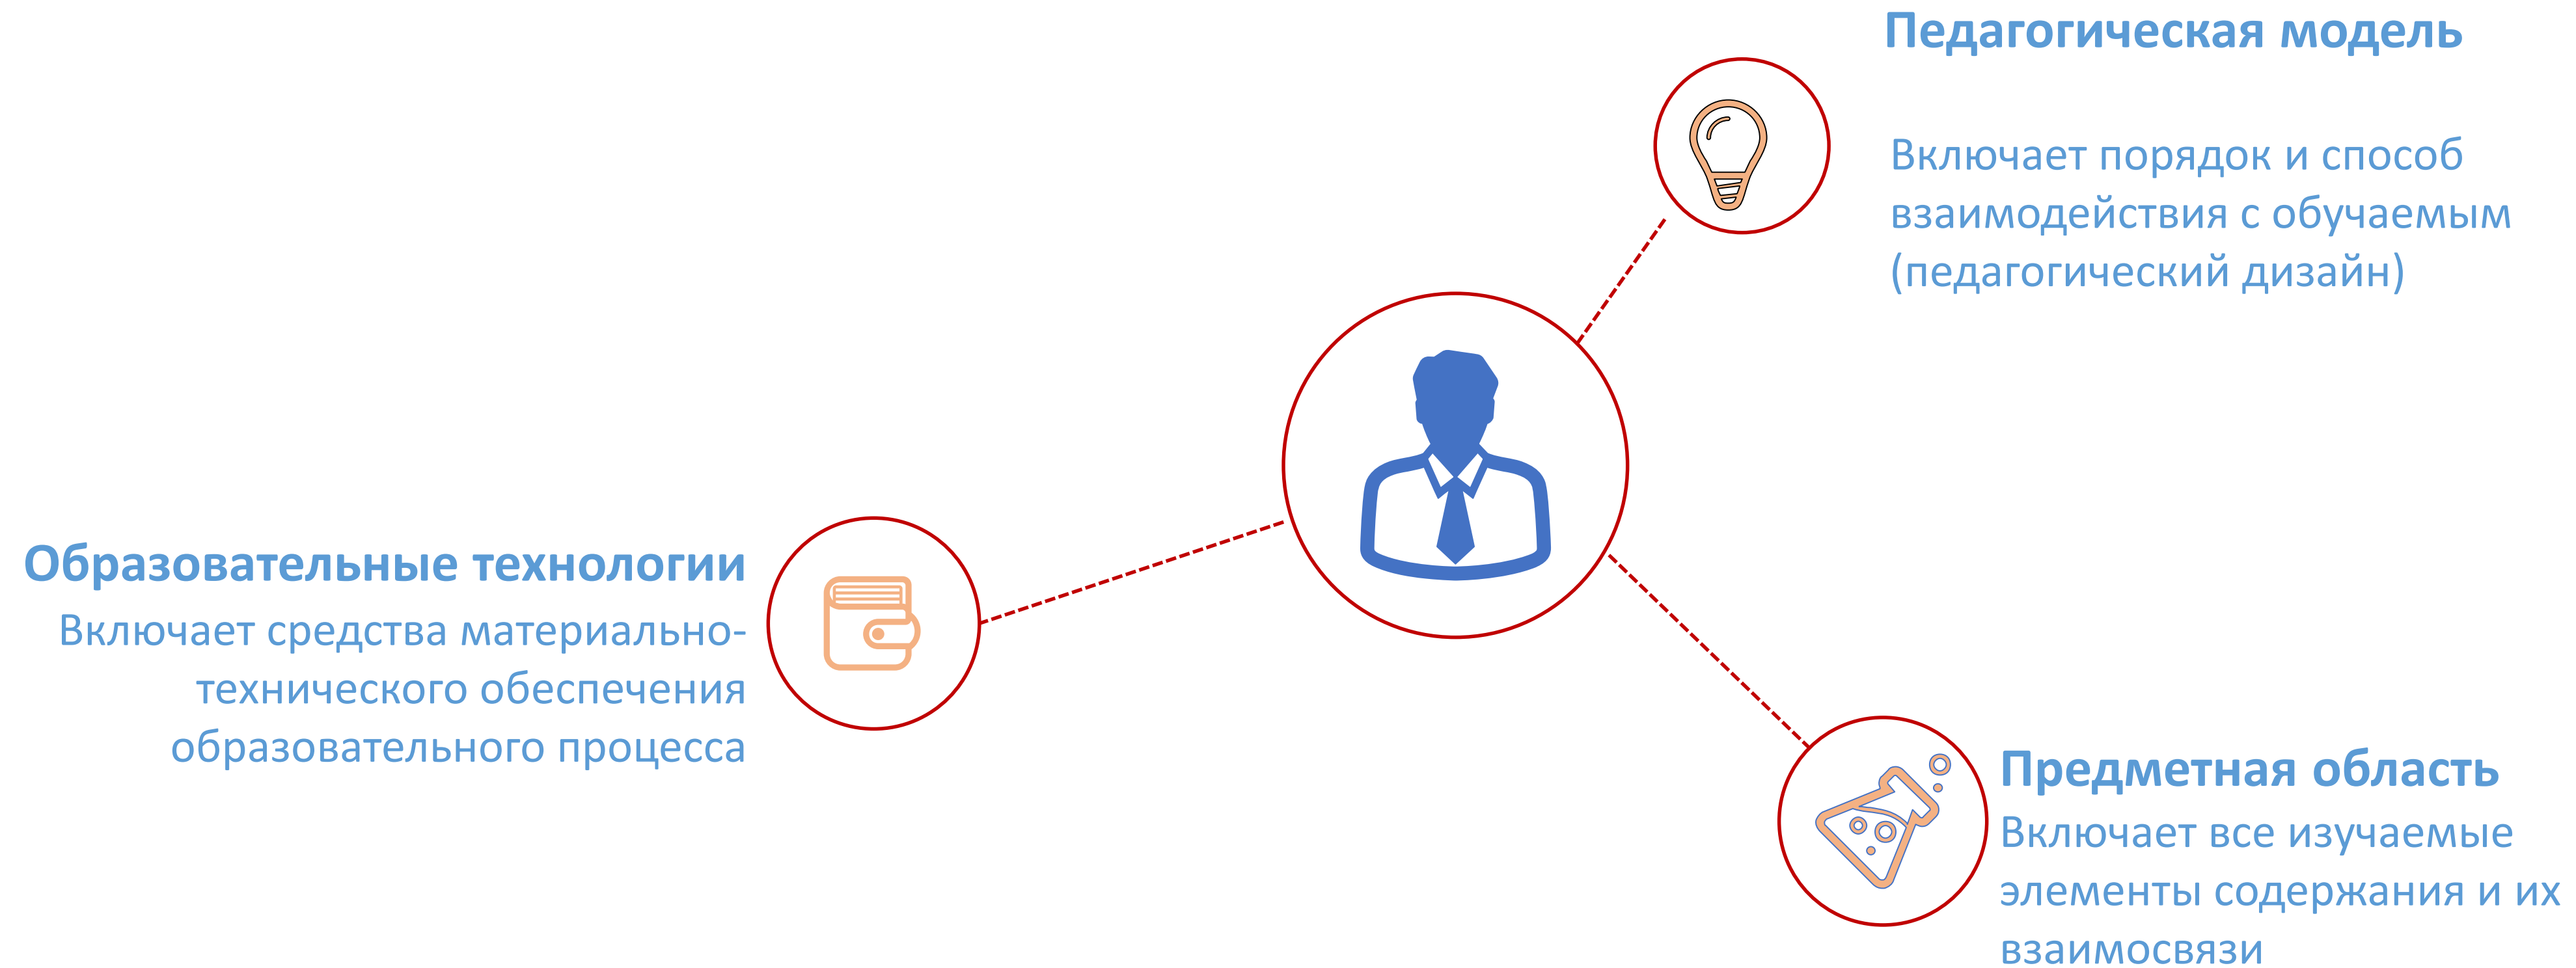 Педагогическая модель
Включает порядок и способ
взаимодействия с обучаемым
(педагогический дизайн)
Образовательные технологии
Включает средства материально-
технического обеспечения
образовательного процесса
Предметная область
Включает все изучаемые
элементы содержания и их
взаимосвязи